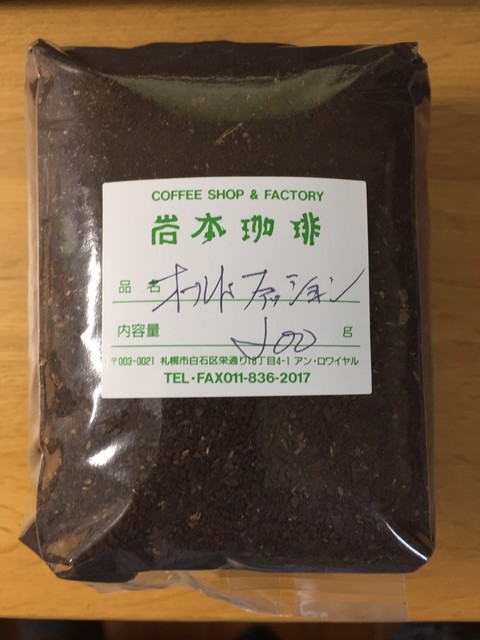 COFFEE SHOP & FACTORY
岩本珈琲
品名 オールドファッション
内容量 200 g
〒003-0021 札幌市白石区栄通り18丁目4-1 アン・ロワイヤル
TEL・FAX011-836-2017